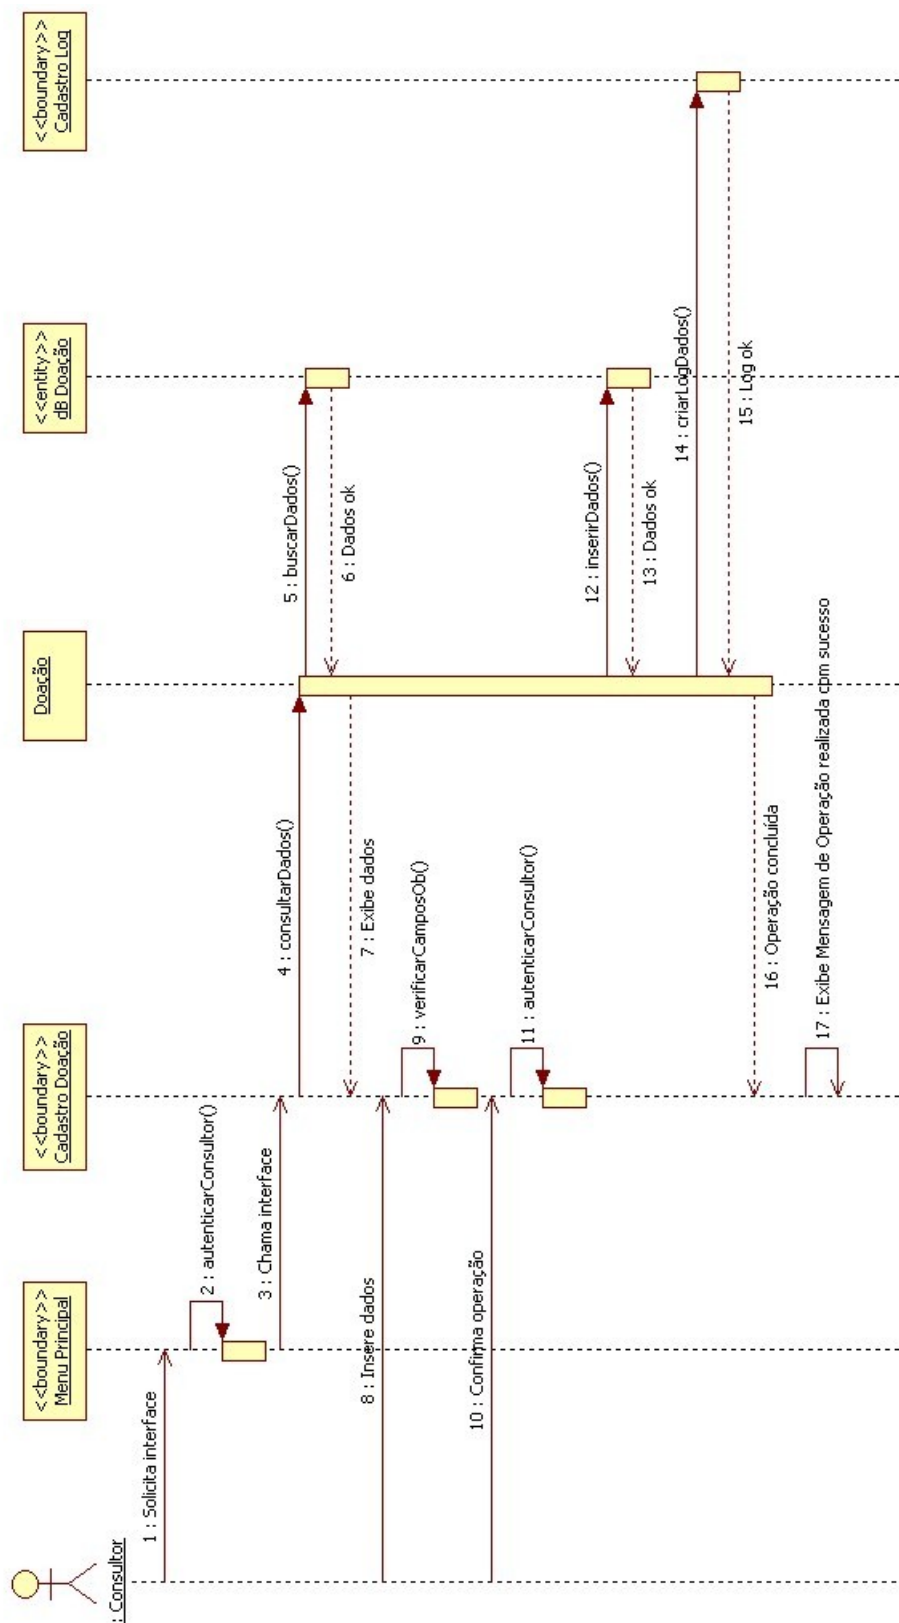 : Consultor
<<boundary>>
Menu Principal
<<boundary>>
Cadastro Doação
Doação
<<entity>>
dB Doação
<<boundary>>
Cadastro Log
1 : Solicita interface
2 : autenticarConsultor()
3 : Chama interface
4 : consultarDados()
5 : buscarDados()
6 : Dados ok
7 : Exibe dados
8 : Insere dados
9 : verificarCamposOb()
10 : Confirma operação
11 : autenticarConsultor()
12 : inserirDados()
13 : Dados ok
14 : criarLogDados()
15 : Log ok
16 : Operação concluída
17 : Exibe Mensagem de Operação realizada com sucesso